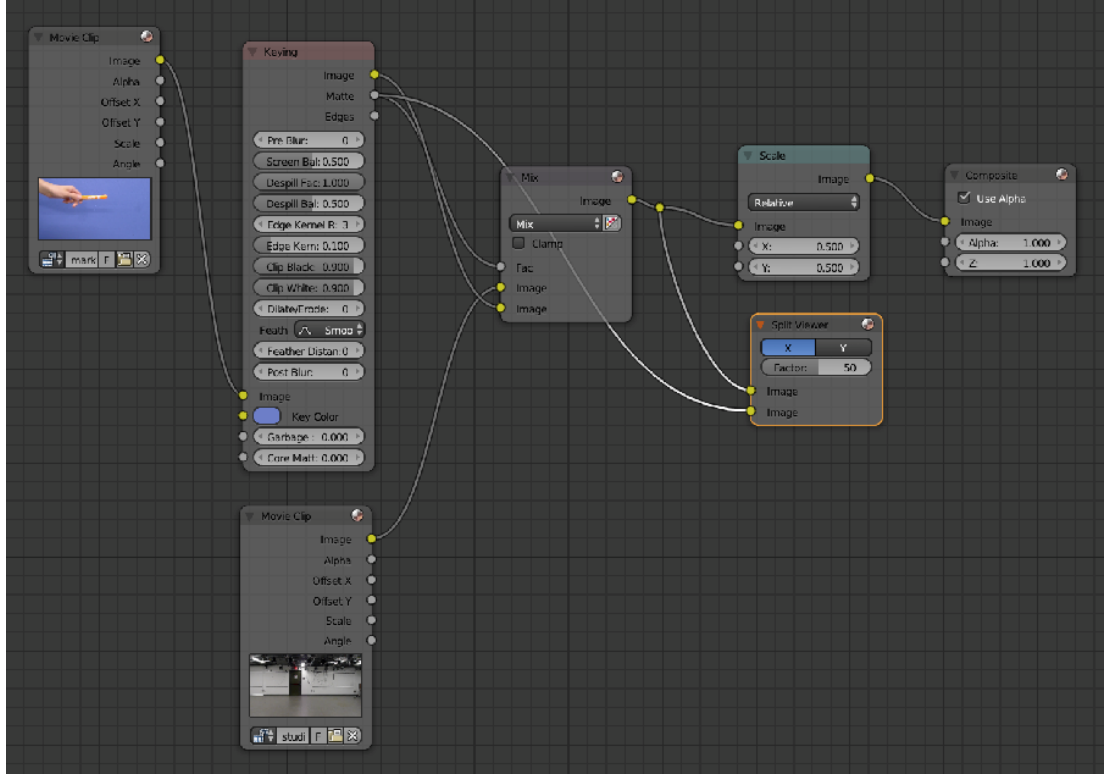 Movie Clip
Image
Alpha
Offset X
Offset Y
Scale
Angle
mark F
Keying
Image
Matte
Edges
Pre Blur: 0
Screen Bal: 0.500
Despill Fac: 1.000
Despill Bal: 0.500
Edge Kernel R: 3
Edge Kern: 0.100
Clip Black: 0.900
Clip White: 0.900
Dilate/Erode: 0
Feath Smoo
Feather Distan: 0
Post Blur: 0
Image
Key Color
Garbage : 0.000
Core Matt: 0.000
Movie Clip
Image
Alpha
Offset X
Offset Y
Scale
Angle
studi F
Mix
Image
Mix
Clamp
Fac
Image
Image
Scale
Image
Relative
Image
X: 0.500
Y: 0.500
Split Viewer
X Y
Factor: 50
Image
Image
Composite
Use Alpha
Image
Alpha: 1.000
Z: 1.000